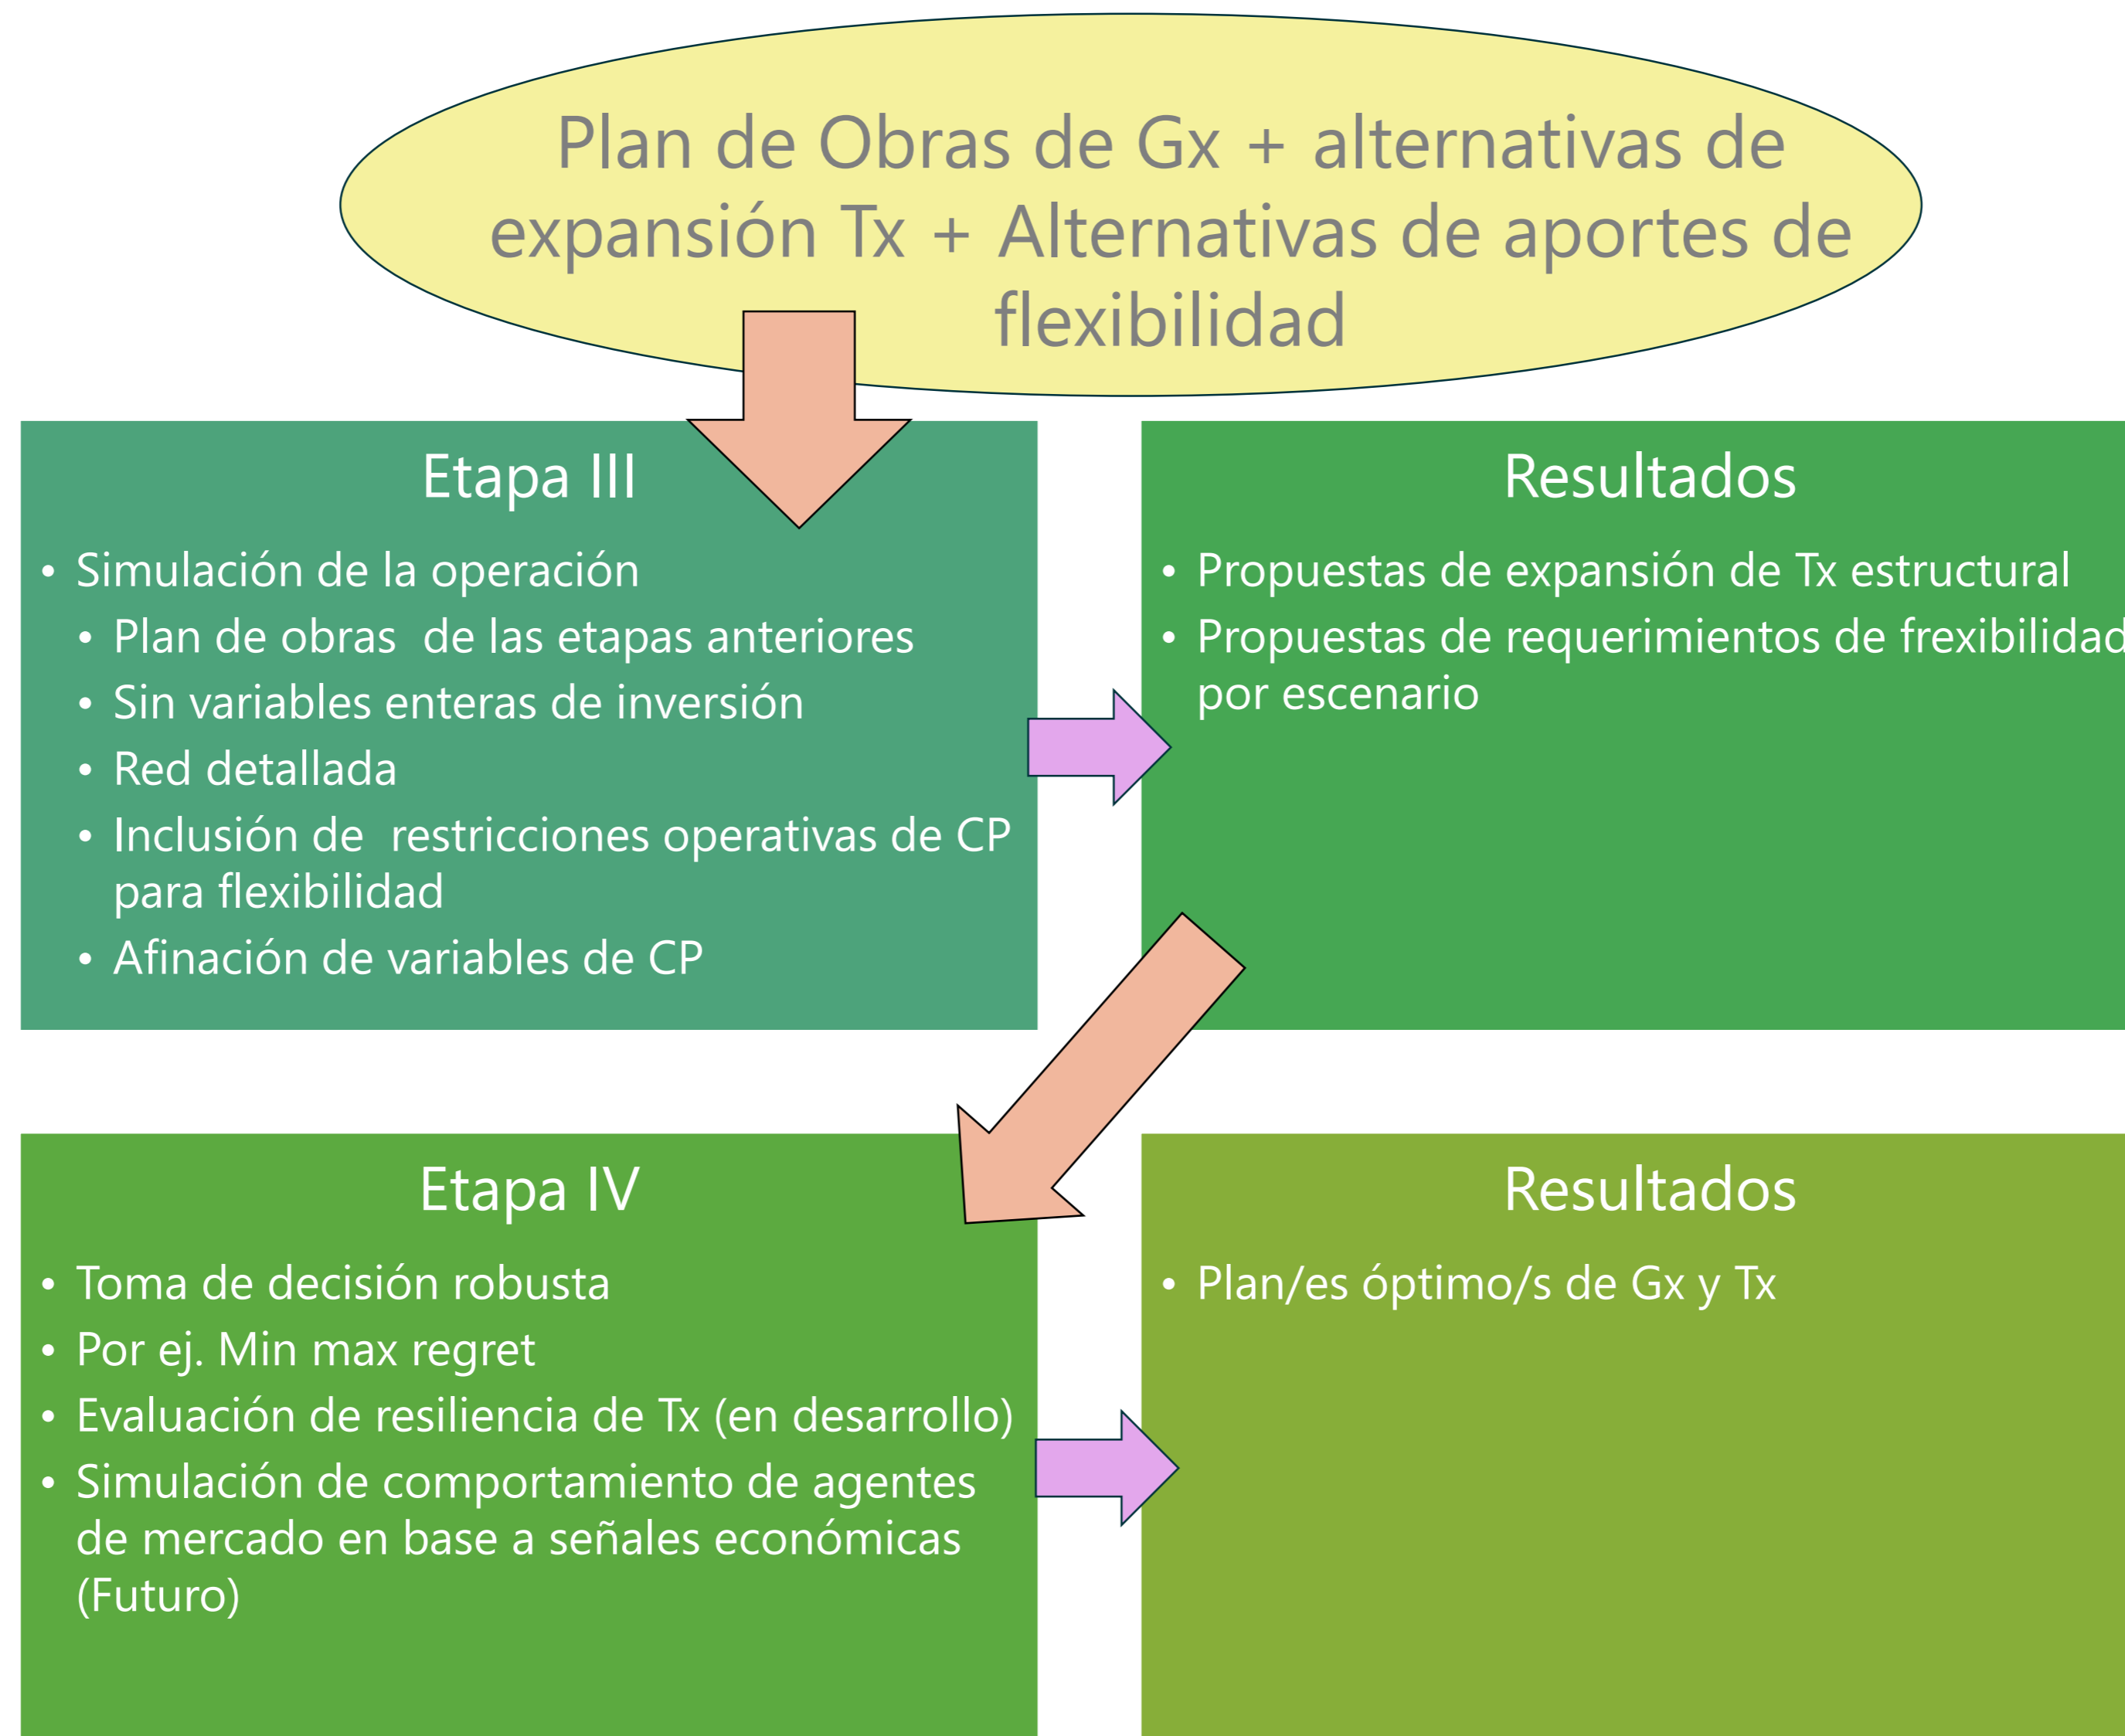 Plan de Obras de Gx + alternativas de
expansión Tx + Alternativas de aportes de
flexibilidad
Etapa III
• Simulación de la operación
• Plan de obras  de las etapas anteriores
• Sin variables enteras de inversión
• Red detallada
• Inclusión de  restricciones operativas de CP
para flexibilidad
• Afinación de variables de CP
Resultados
• Propuestas de expansión de Tx estructural
• Propuestas de requerimientos de frexibilidad
por escenario
Etapa IV
• Toma de decisión robusta
• Por ej. Min max regret
• Evaluación de resiliencia de Tx (en desarrollo)
• Simulación de comportamiento de agentes
de mercado en base a señales económicas
(Futuro)
Resultados
• Plan/es óptimo/s de Gx y Tx